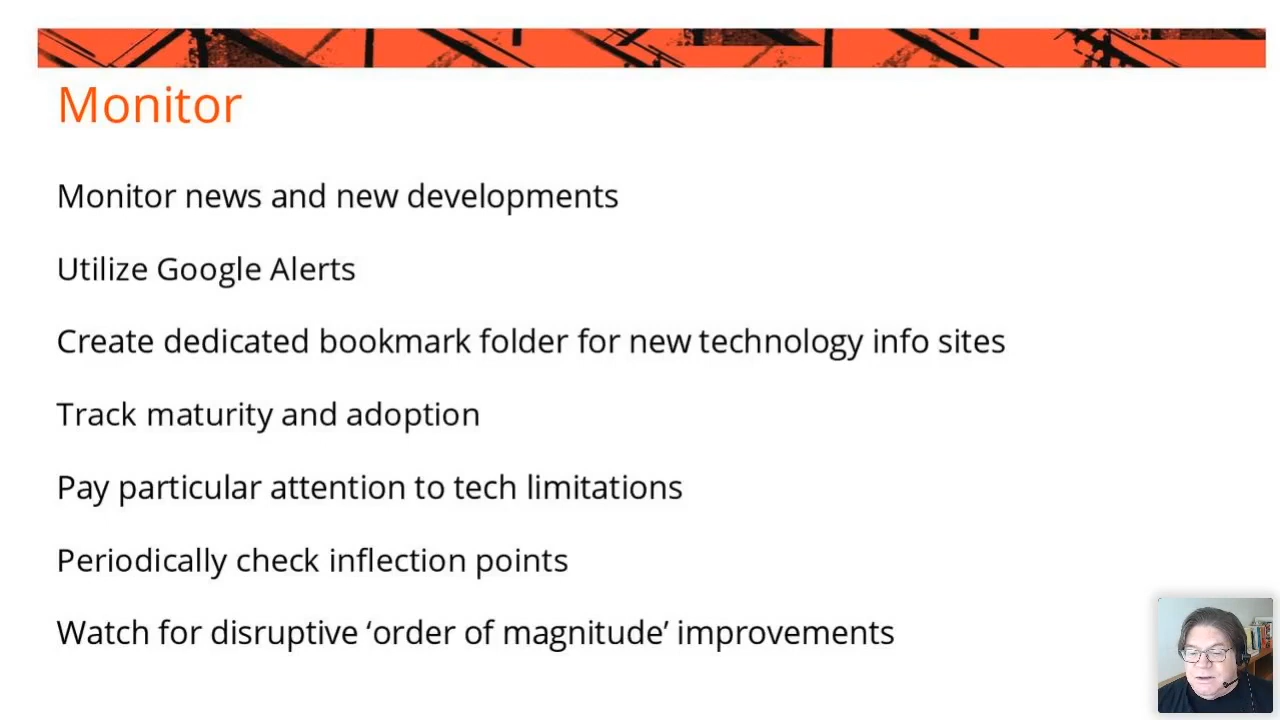 Monitor
Monitor news and new developments
Utilize Google Alerts
Create dedicated bookmark folder for new technology info sites
Track maturity and adoption
Pay particular attention to tech limitations
Periodically check inflection points
Watch for disruptive ‘order of magnitude’ improvements